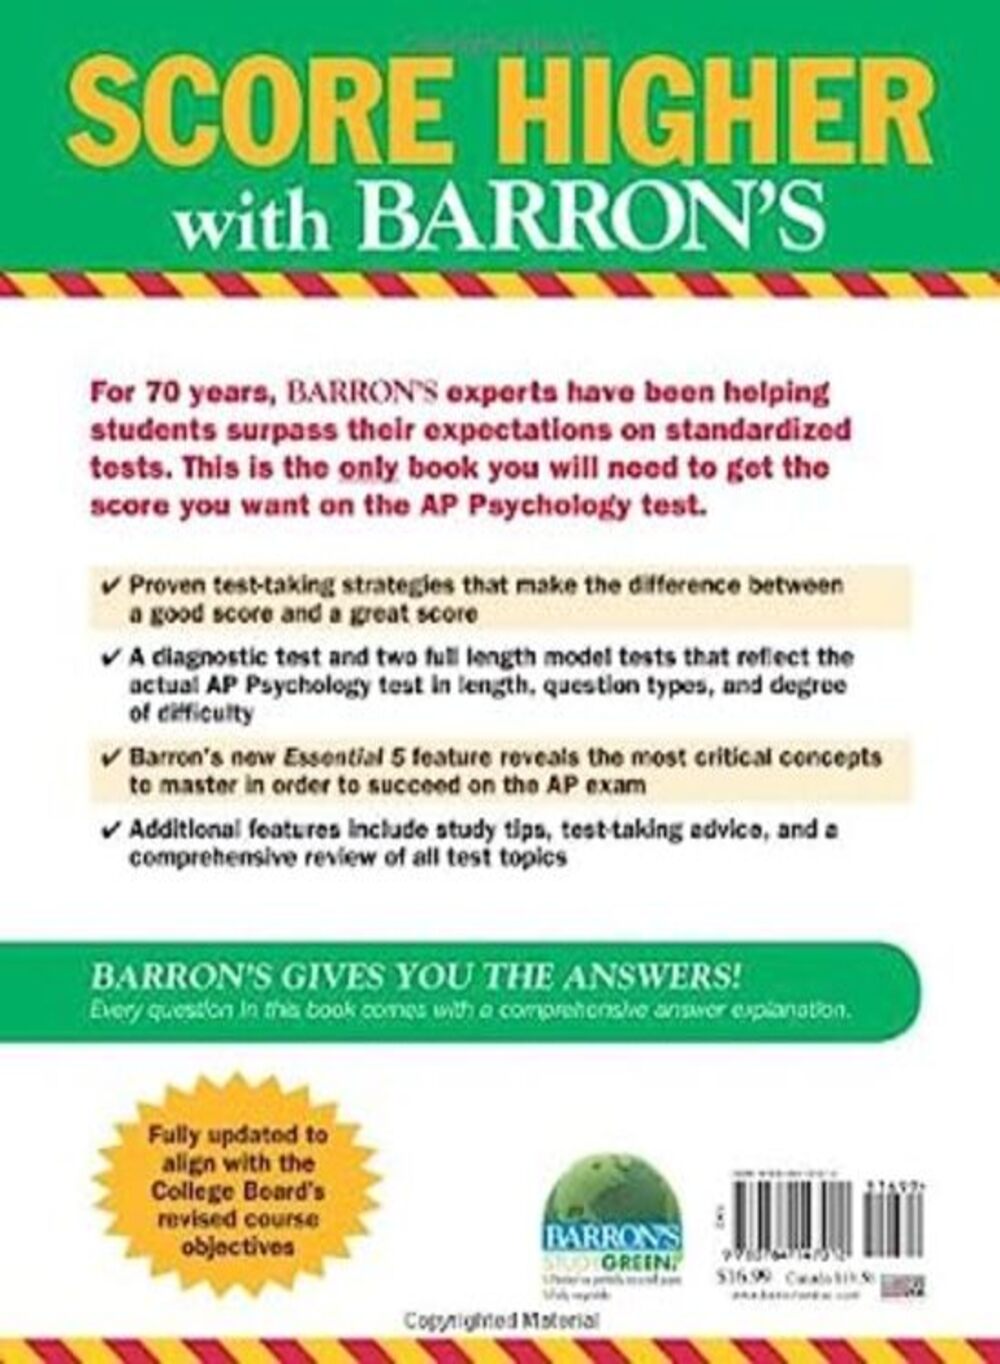 SCORE HIGHER
with BARRON'S
For 70 years, BARRON'S experts have been helping
students surpass their expectations on standardized
tests. This is the only book you will need to get the
score you want on the AP Psychology test.
✔ Proven test-taking strategies that make the difference between
a good score and a great score
✔ A diagnostic test and two full length model tests that reflect the
actual AP Psychology test in length, question types, and degree
of difficulty
✔ Barron's new Essential 5 feature reveals the most critical concepts
to master in order to succeed on the AP exam
✔ Additional features include study tips, test-taking advice, and a
comprehensive review of all test topics
BARRON'S GIVES YOU THE ANSWERS!
Every question in this book comes with a comprehensive answer explanation.
Fully updated to
align with the
College Board's
revised course
objectives
BARRON'S
STUDY GREEN!
$16.99 Canada
Copyrighted Material